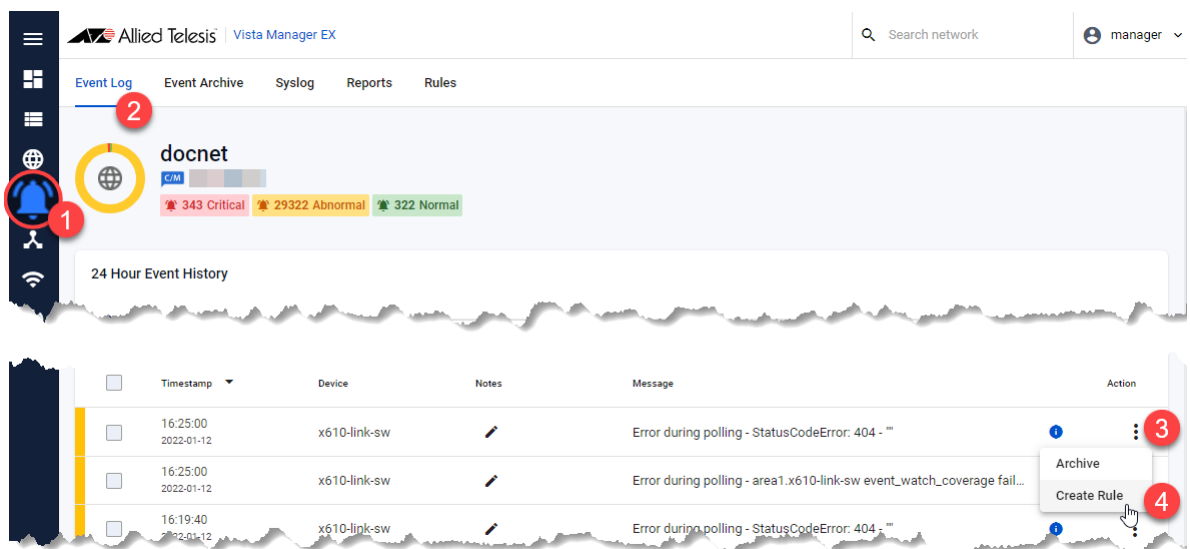 Allied Telesis Vista Manager EX
Search network
manager
Event Log Event Archive Syslog Reports Rules
2
docnet
C/M
343 Critical 29322 Abnormal 322 Normal
1
24 Hour Event History
Timestamp Device Notes Message Action
16:25:00
2022-01-12
x610-link-sw
Error during polling - StatusCodeError: 404 - ""
3
Archive
16:25:00
2022-01-12
x610-link-sw
Error during polling - area1.x610-link-sw event_watch_coverage fail...
Create Rule
4
16:19:40
2022-01-12
x610-link-sw
Error during polling - StatusCodeError: 404 - ""